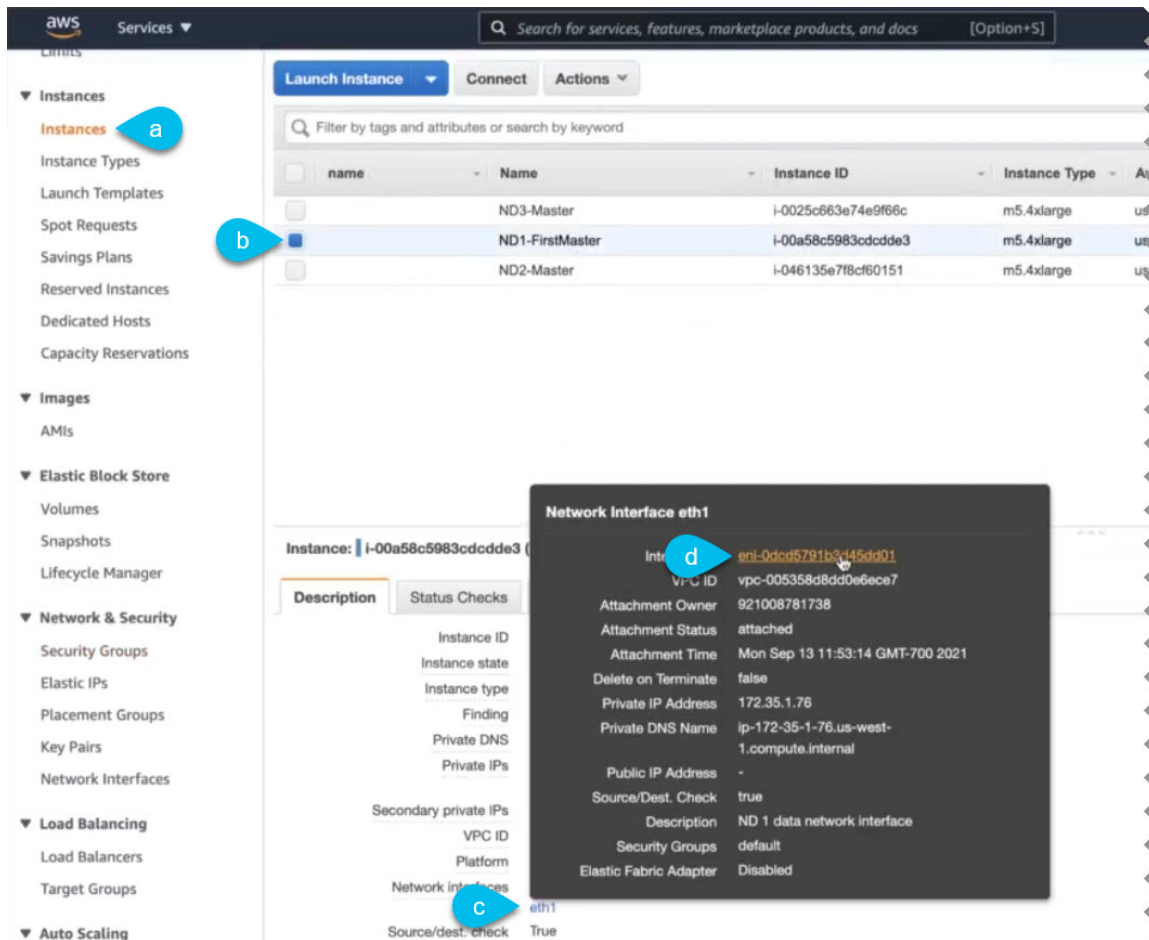 aws Services ▼ Search for services, features, marketplace products, and docs [Option+S]
Limits
▼ Instances
Instances
a
Instance Types
Launch Templates
Spot Requests
Savings Plans
Reserved Instances
Dedicated Hosts
Capacity Reservations
▼ Images
AMIs
▼ Elastic Block Store
Volumes
Snapshots
Lifecycle Manager
▼ Network & Security
Security Groups
Elastic IPs
Placement Groups
Key Pairs
Network Interfaces
▼ Load Balancing
Load Balancers
Target Groups
▼ Auto Scaling
Launch Instance Connect Actions
Filter by tags and attributes or search by keyword
name Name Instance ID Instance Type
ND3-Master i-0025c663e74e9f66c m5.4xlarge
b
ND1-FirstMaster i-00a58c5983cdcdde3 m5.4xlarge
ND2-Master i-046135e7f8cf60151 m5.4xlarge
Instance: i-00a58c5983cdcdde3 (
Description Status Checks
Instance ID
Instance state
Instance type
Finding
Private DNS
Private IPs
Secondary private IPs
VPC ID
Platform
Network interfaces
c
eth1
Source/dest. check True
Network Interface eth1
d
eni-0dcd5791b3d45dd01
VPC ID vpc-005358d8dd0e6ece7
Attachment Owner 921008781738
Attachment Status attached
Attachment Time Mon Sep 13 11:53:14 GMT-700 2021
Delete on Terminate false
Private IP Address 172.35.1.76
Private DNS Name ip-172-35-1-76.us-west-
1.compute.internal
Public IP Address -
Source/Dest. Check true
Description ND 1 data network interface
Security Groups default
Elastic Fabric Adapter Disabled